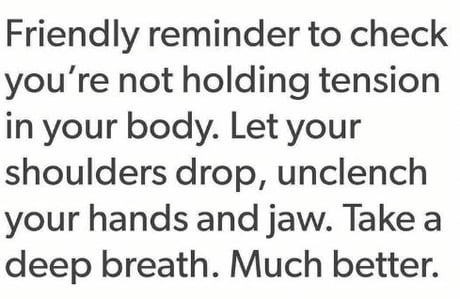 Friendly reminder to check
you’re not holding tension
in your body. Let your
shoulders drop, unclench
your hands and jaw. Take a
deep breath. Much better.